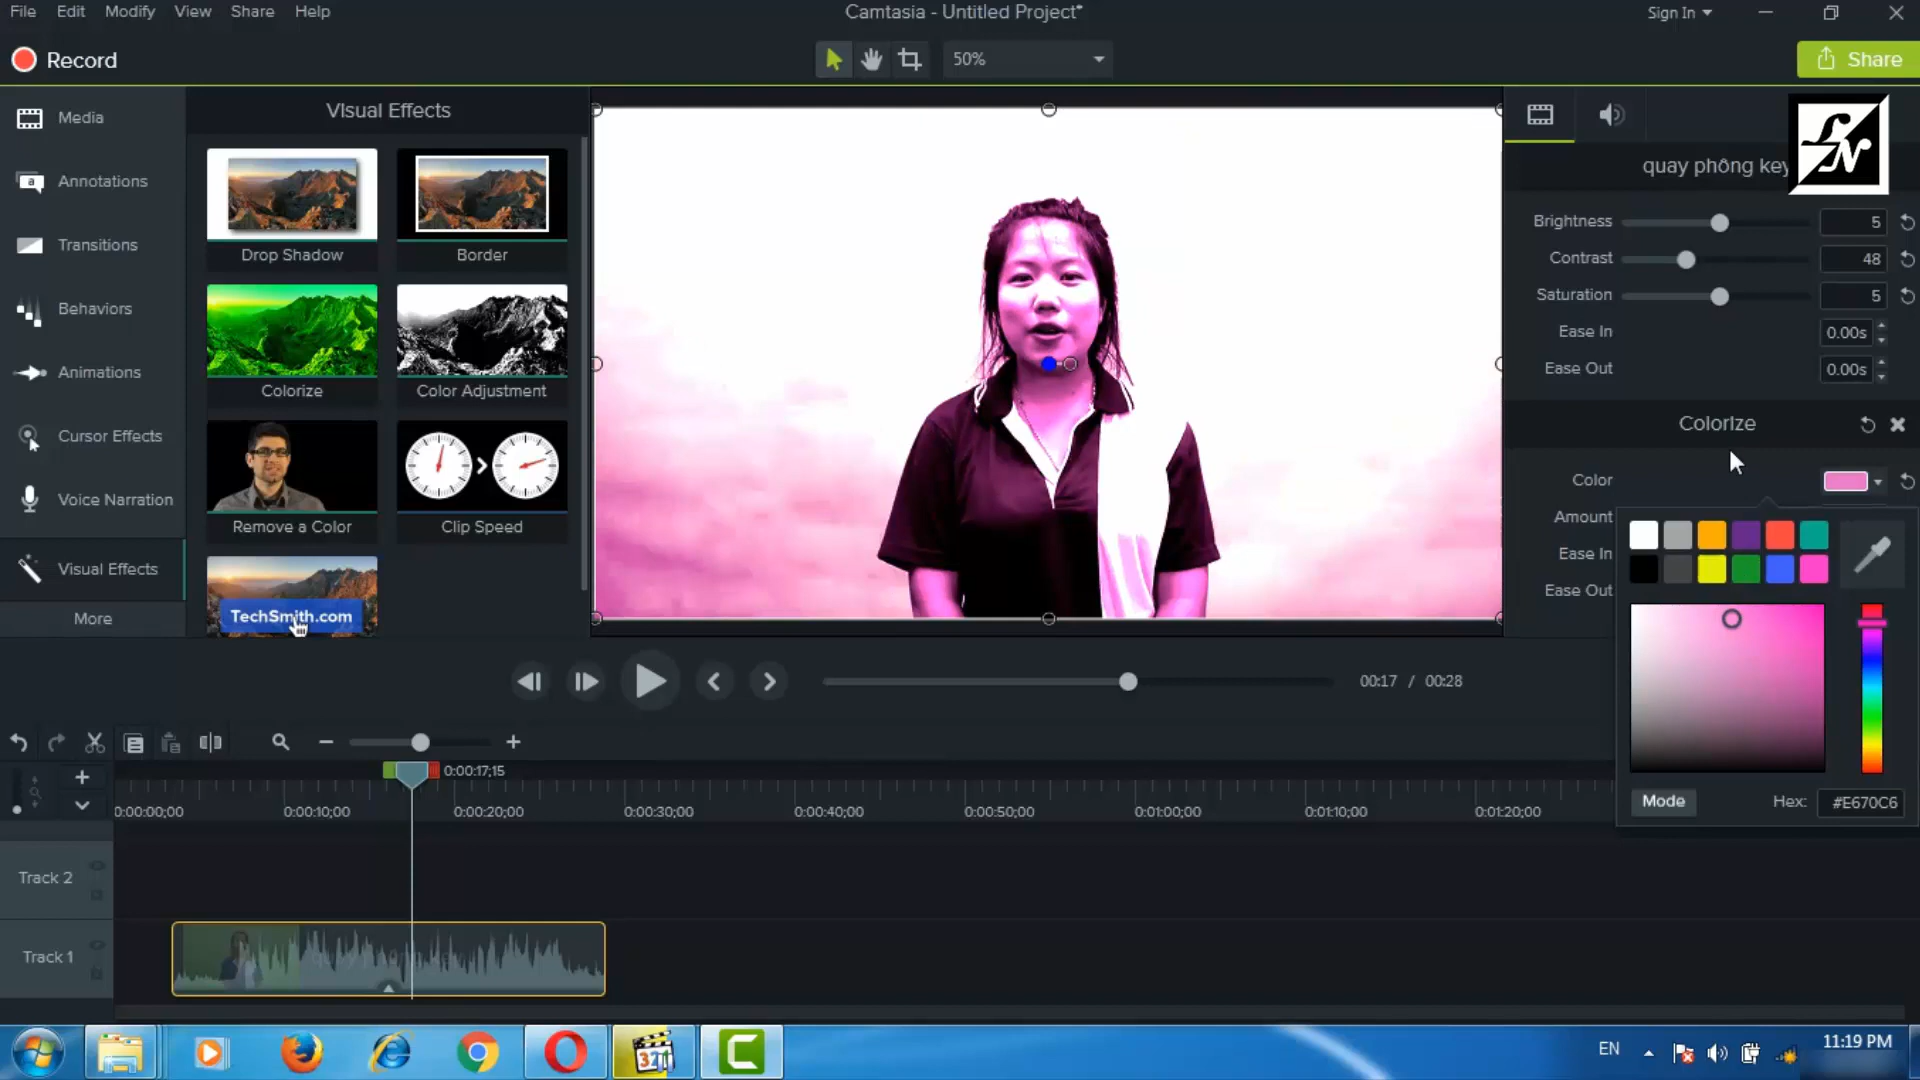 File Edit Modify View Share Help
Camtasia - Untitled Project*
Sign In
Record
50%
Share
Media
Annotations
Transitions
Behaviors
Animations
Cursor Effects
Voice Narration
Visual Effects
More
Visual Effects
Drop Shadow
Border
Colorize
Color Adjustment
Remove a Color
Clip Speed
TechSmith.com
quay phông key
LN
Brightness 5
Contrast 48
Saturation 5
Ease In 0.00s
Ease Out 0.00s
Colorize
Color
Amount
Ease In
Ease Out
Mode Hex: #E670C6
00:17 / 00:28
0:00:17;15
0:00:00;00 0:00:10;00 0:00:20;00 0:00:30;00 0:00:40;00 0:00:50;00 0:01:00;00 0:01:10;00 0:01:20;00
Track 2
Track 1
quay phông key
321
EN
11:19 PM